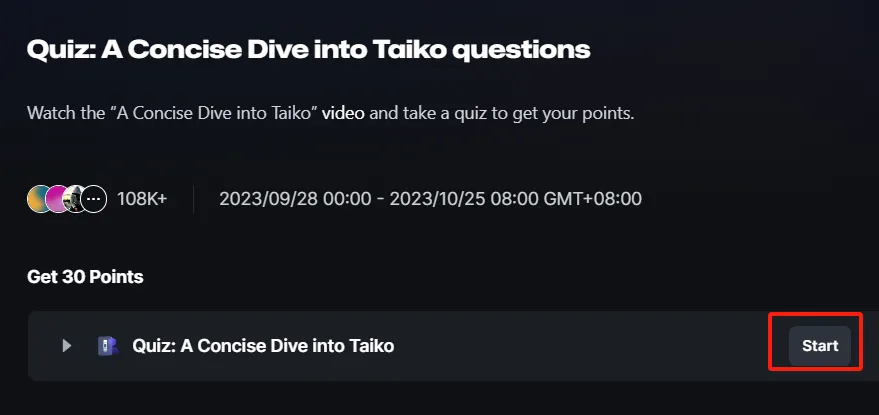 Quiz: A Concise Dive into Taiko questions
Watch the “A Concise Dive into Taiko” video and take a quiz to get your points.
108K+ 2023/09/28 00:00 - 2023/10/25 08:00 GMT+08:00
Get 30 Points
Quiz: A Concise Dive into Taiko Start